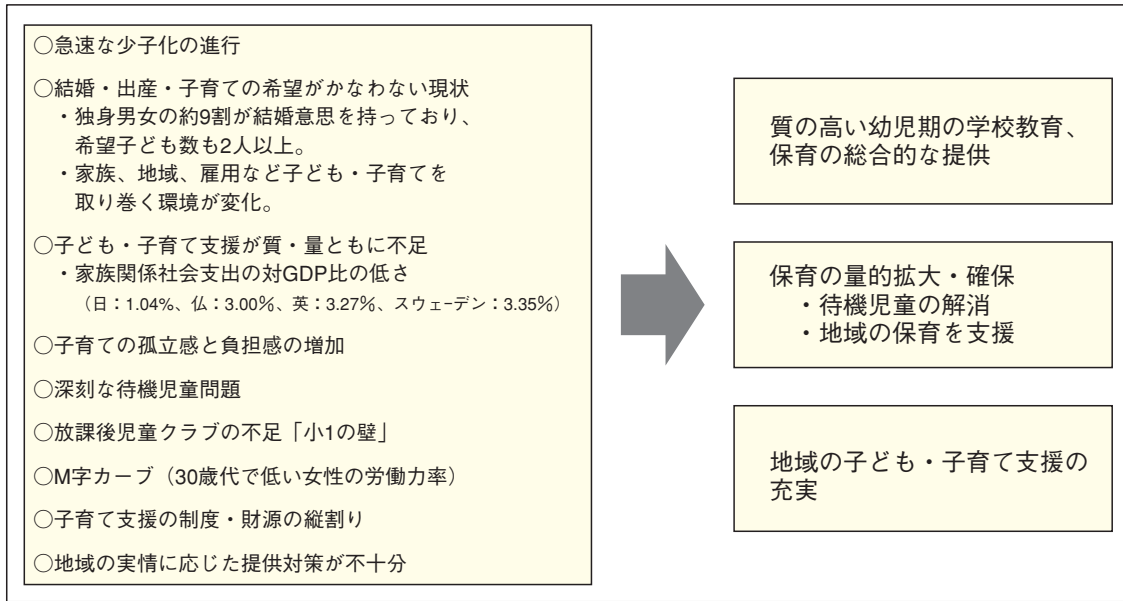 ○急速な少子化の進行
○結婚・出産・子育ての希望がかなわない現状
・独身男女の約9割が結婚意思を持っており、
希望子ども数も2人以上。
・家族、地域、雇用など子ども・子育てを
取り巻く環境が変化。
○子ども・子育て支援が質・量ともに不足
・家族関係社会支出の対GDP比の低さ
（日：1.04%、仏：3.00%、英：3.27%、スウェーデン：3.35%）
○子育ての孤立感と負担感の増加
○深刻な待機児童問題
○放課後児童クラブの不足「小1の壁」
○M字カーブ（30歳代で低い女性の労働力率）
○子育て支援の制度・財源の縦割り
○地域の実情に応じた提供対策が不十分
質の高い幼児期の学校教育、
保育の総合的な提供
保育の量的拡大・確保
・待機児童の解消
・地域の保育を支援
地域の子ども・子育て支援の
充実